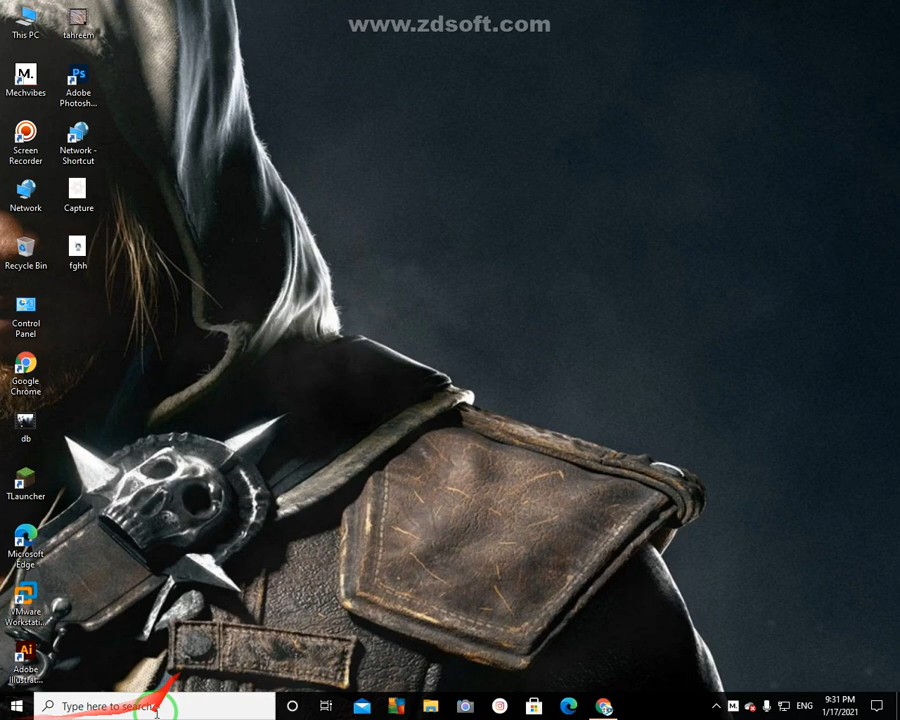 www.zdsoft.com
This PC
tahreem
M.
Mechvibes
Ps
Adobe
Photosh...
Screen
Recorder
Network -
Shortcut
Network
Capture
Recycle Bin
fghh
Control
Panel
Google
Chrome
db
TLauncher
Microsoft
Edge
VMware
Workstati...
Ai
Adobe
Illustrat...
Type here to search
M.
ENG
9:31 PM
1/17/2021